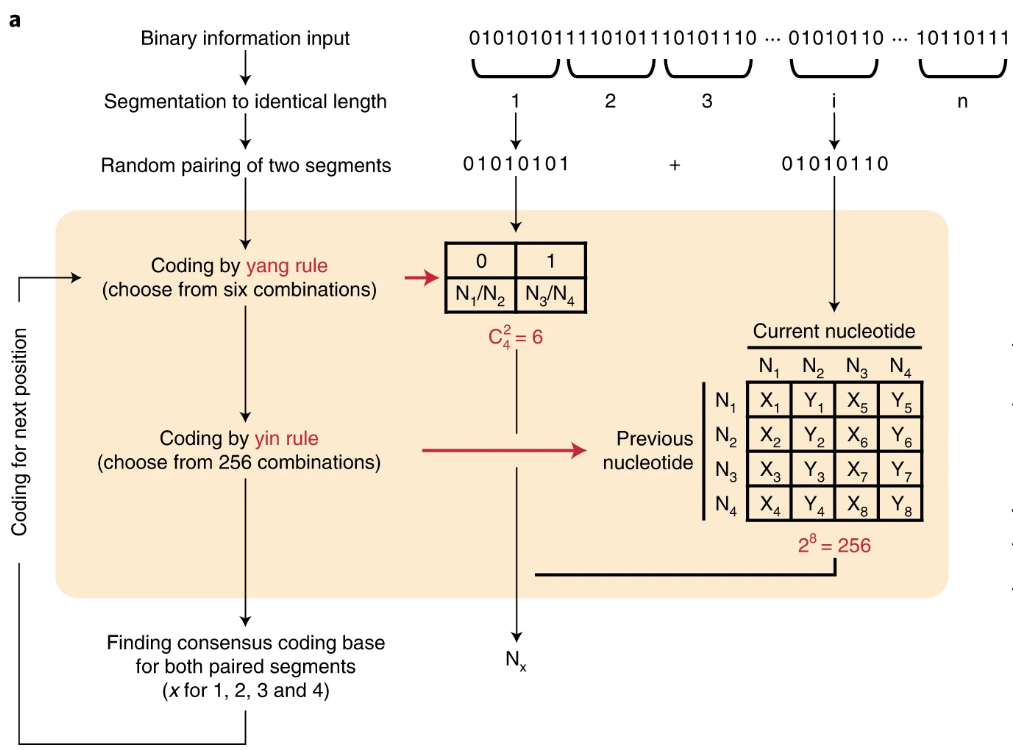 a
Binary information input
010101011110101110101110 ··· 01010110 ··· 10110111
Segmentation to identical length
1 2 3 i n
Random pairing of two segments
01010101 + 01010110
Coding by yang rule
(choose from six combinations)
0 1
N₁/N₂ N₃/N₄
C₄² = 6
Current nucleotide
N₁ N₂ N₃ N₄
N₁ X₁ Y₁ X₅ Y₅
N₂ X₂ Y₂ X₆ Y₆
N₃ X₃ Y₃ X₇ Y₇
N₄ X₄ Y₄ X₈ Y₈
Previous
nucleotide
2⁸ = 256
Coding by yin rule
(choose from 256 combinations)
Coding for next position
Finding consensus coding base
for both paired segments
(x for 1, 2, 3 and 4)
Nₓ